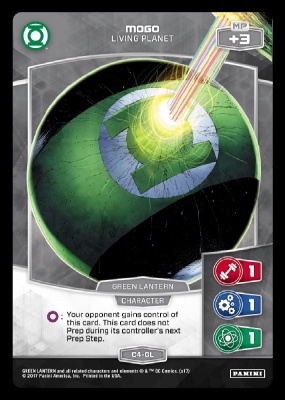 MOGO
LIVING PLANET
MP
+3
GREEN LANTERN
CHARACTER
: Your opponent gains control of
this card. This card does not
Prep during its controller's next
Prep Step.
1
1
1
C4-GL
GREEN LANTERN and all related characters and elements © & ™ DC Comics. (s17)
© 2017 Panini America, Inc. Printed in the USA.
PANINI